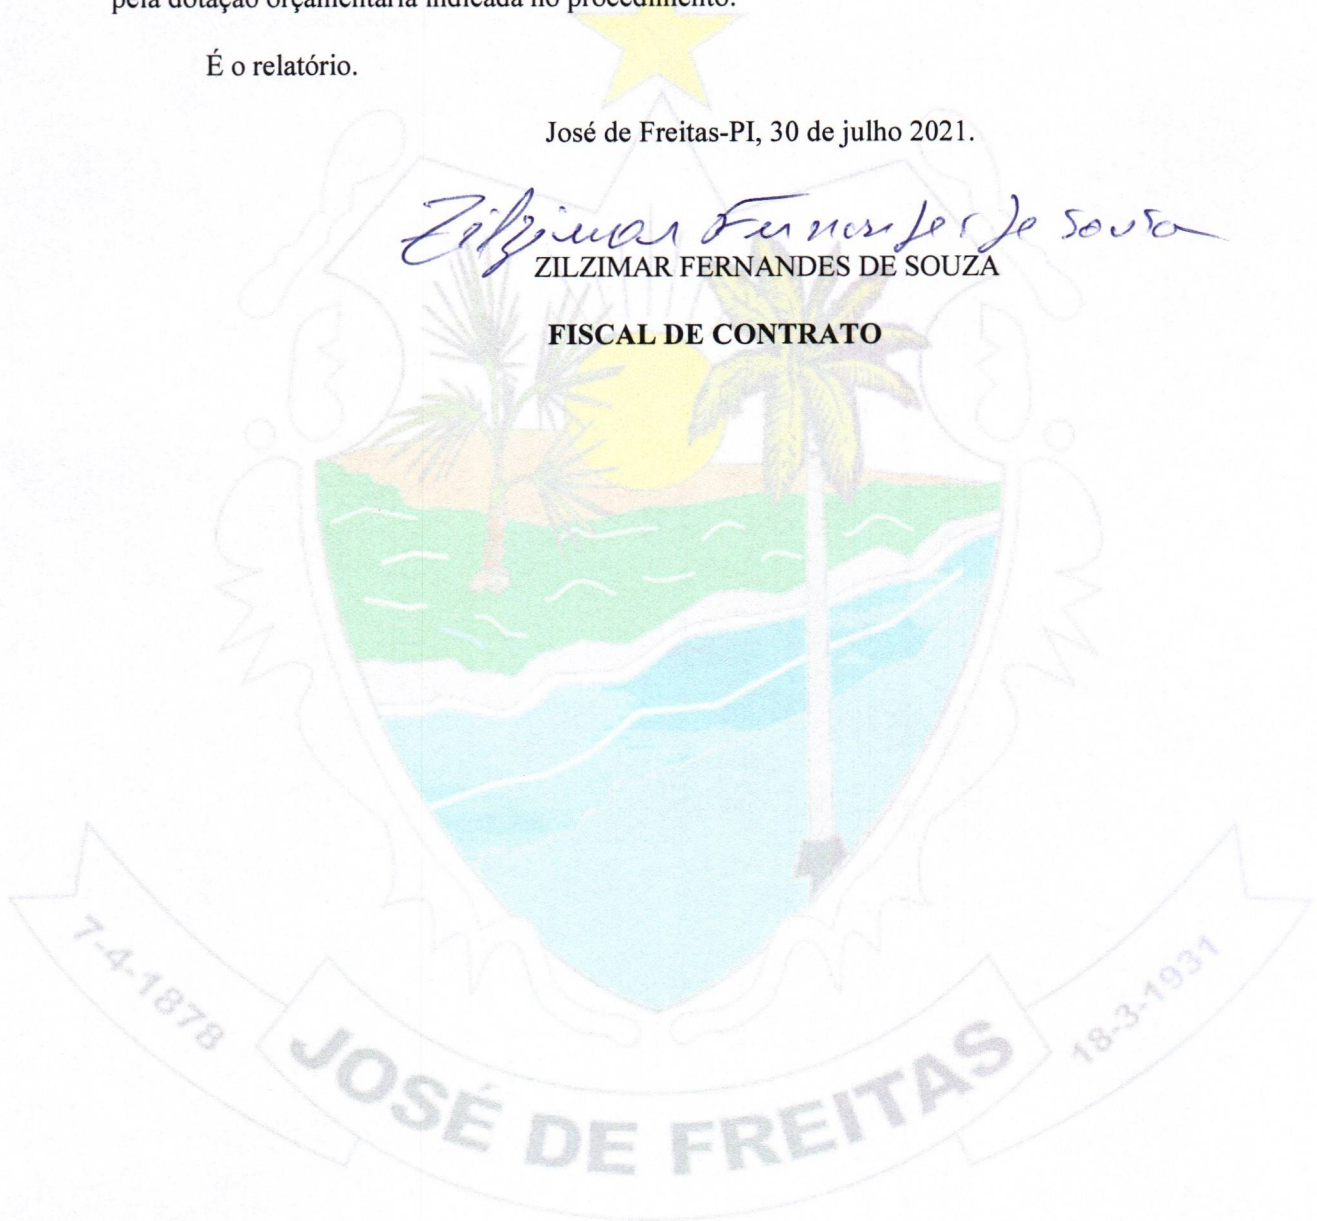 pela dotação orçamentária indicada no procedimento.
É o relatório.
José de Freitas-PI, 30 de julho 2021.
Zilzimar Fernandes de Souza
ZILZIMAR FERNANDES DE SOUZA
FISCAL DE CONTRATO
7-4-1878
JOSÉ DE FREITAS
18-3-1931